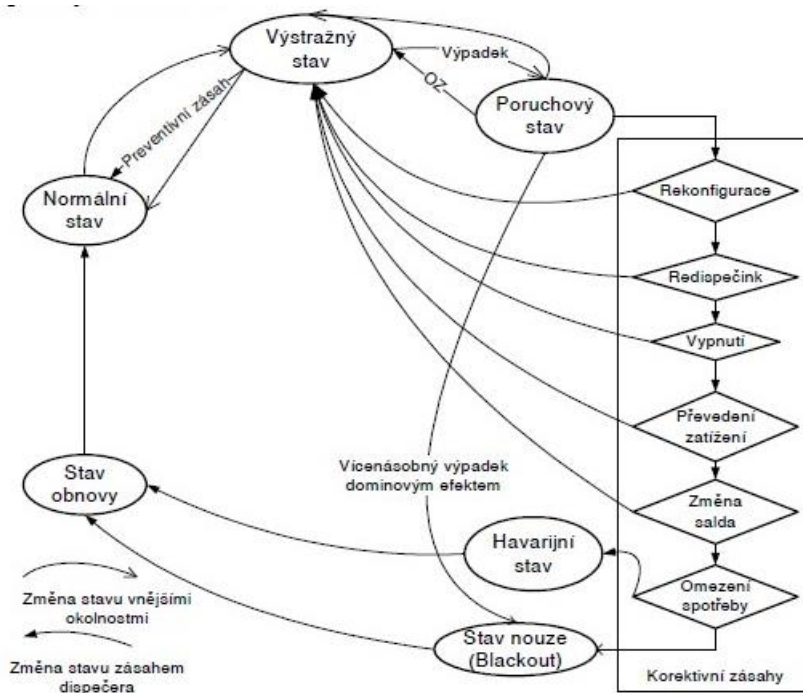 Výstražný
stav
Výpadek
OZ
Poruchový
stav
Preventivní zásah
Normální
stav
Rekonfigurace
Redispečink
Vypnutí
Převedení
zatížení
Vícenásobný výpadek
dominovým efektem
Stav
obnovy
Změna
salda
Havarijní
stav
Omezení
spotřeby
Změna stavu vnějšími
okolnostmi
Stav nouze
(Blackout)
Změna stavu zásahem
dispečera
Korektivní zásahy